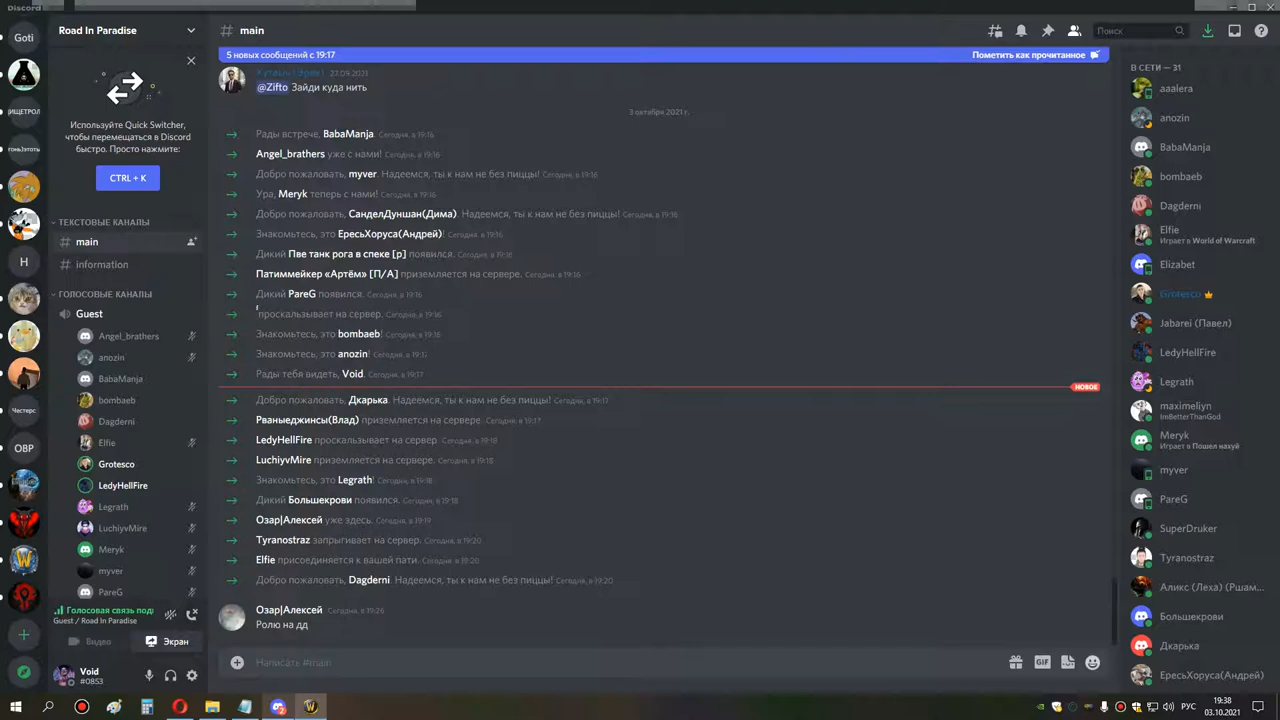 Discord
Goti
ИЩЕТРОЛ
Н
Честерс
ОВР
Road In Paradise
Используйте Quick Switcher,
чтобы перемещаться в Discord
быстро. Просто нажмите:
CTRL + K
ТЕКСТОВЫЕ КАНАЛЫ
# main
# information
ГОЛОСОВЫЕ КАНАЛЫ
Guest
Angel_brathers
anozin
BabaManja
bombaeb
Dagderni
Elfie
Grotesco
LedyHellFire
Legrath
LuchiyvMire
Meryk
myver
PareG
Голосовая связь под
Guest / Road In Paradise
Видео
Экран
Void
#0853
# main
Поиск
5 новых сообщений с 19:17
Пометить как прочитанное
@Zifto Зайди куда нить
3 октября 2021 г.
Рады встрече, BabaManja Сегодня, в 19:16
Angel_brathers уже с нами! Сегодня, в 19:16
Добро пожаловать, myver. Надеемся, ты к нам не без пиццы! Сегодня, в 19:16
Ура, Meryk теперь с нами! Сегодня, в 19:16
Добро пожаловать, СанделДуншан(Дима). Надеемся, ты к нам не без пиццы! Сегодня, в 19:16
Знакомьтесь, это ЕресьХоруса(Андрей)! Сегодня, в 19:16
Дикий Пве танк рога в спеке [р] появился. Сегодня, в 19:16
Патиммейкер «Артём» [П/А] приземляется на сервере. Сегодня, в 19:16
Дикий PareG появился. Сегодня, в 19:16
проскальзывает на сервер. Сегодня, в 19:16
Знакомьтесь, это bombaeb! Сегодня, в 19:16
Знакомьтесь, это anozin! Сегодня, в 19:17
Рады тебя видеть, Void. Сегодня, в 19:17
НОВОЕ
Добро пожаловать, Дкарька. Надеемся, ты к нам не без пиццы! Сегодня, в 19:17
Рваныеджинсы(Влад) приземляется на сервере. Сегодня, в 19:17
LedyHellFire проскальзывает на сервер. Сегодня, в 19:18
LuchiyvMire приземляется на сервере. Сегодня, в 19:18
Знакомьтесь, это Legrath! Сегодня, в 19:18
Дикий Большекрови появился. Сегодня, в 19:18
Озар|Алексей уже здесь. Сегодня, в 19:19
Tyranostraz запрыгивает на сервер. Сегодня, в 19:20
Elfie присоединяется к вашей пати. Сегодня, в 19:20
Добро пожаловать, Dagderni. Надеемся, ты к нам не без пиццы! Сегодня, в 19:20
Озар|Алексей Сегодня, в 19:26
Ролю на дд
Написать #main
GIF
В СЕТИ — 31
aaalera
anozin
BabaManja
bombaeb
Dagderni
Elfie
Играет в World of Warcraft
Elizabet
Grotesco
Jabarei (Павел)
LedyHellFire
Legrath
maximeliyn
ImBetterThanGod
Meryk
Играет в Пошел нахуй
myver
PareG
SuperDruker
Tyranostraz
Аликс (Леха) (Ршам...
Большекрови
Дкарька
ЕресьХоруса(Андрей)
РУС
19:38
03.10.2021